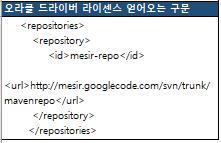 오라클 드라이버 라이센스 얻어오는 구문
<repositories>
<repository>
<id>mesir-repo</id>
<url>http://mesir.googlecode.com/svn/trunk/
mavenrepo</url>
</repository>
</repositories>